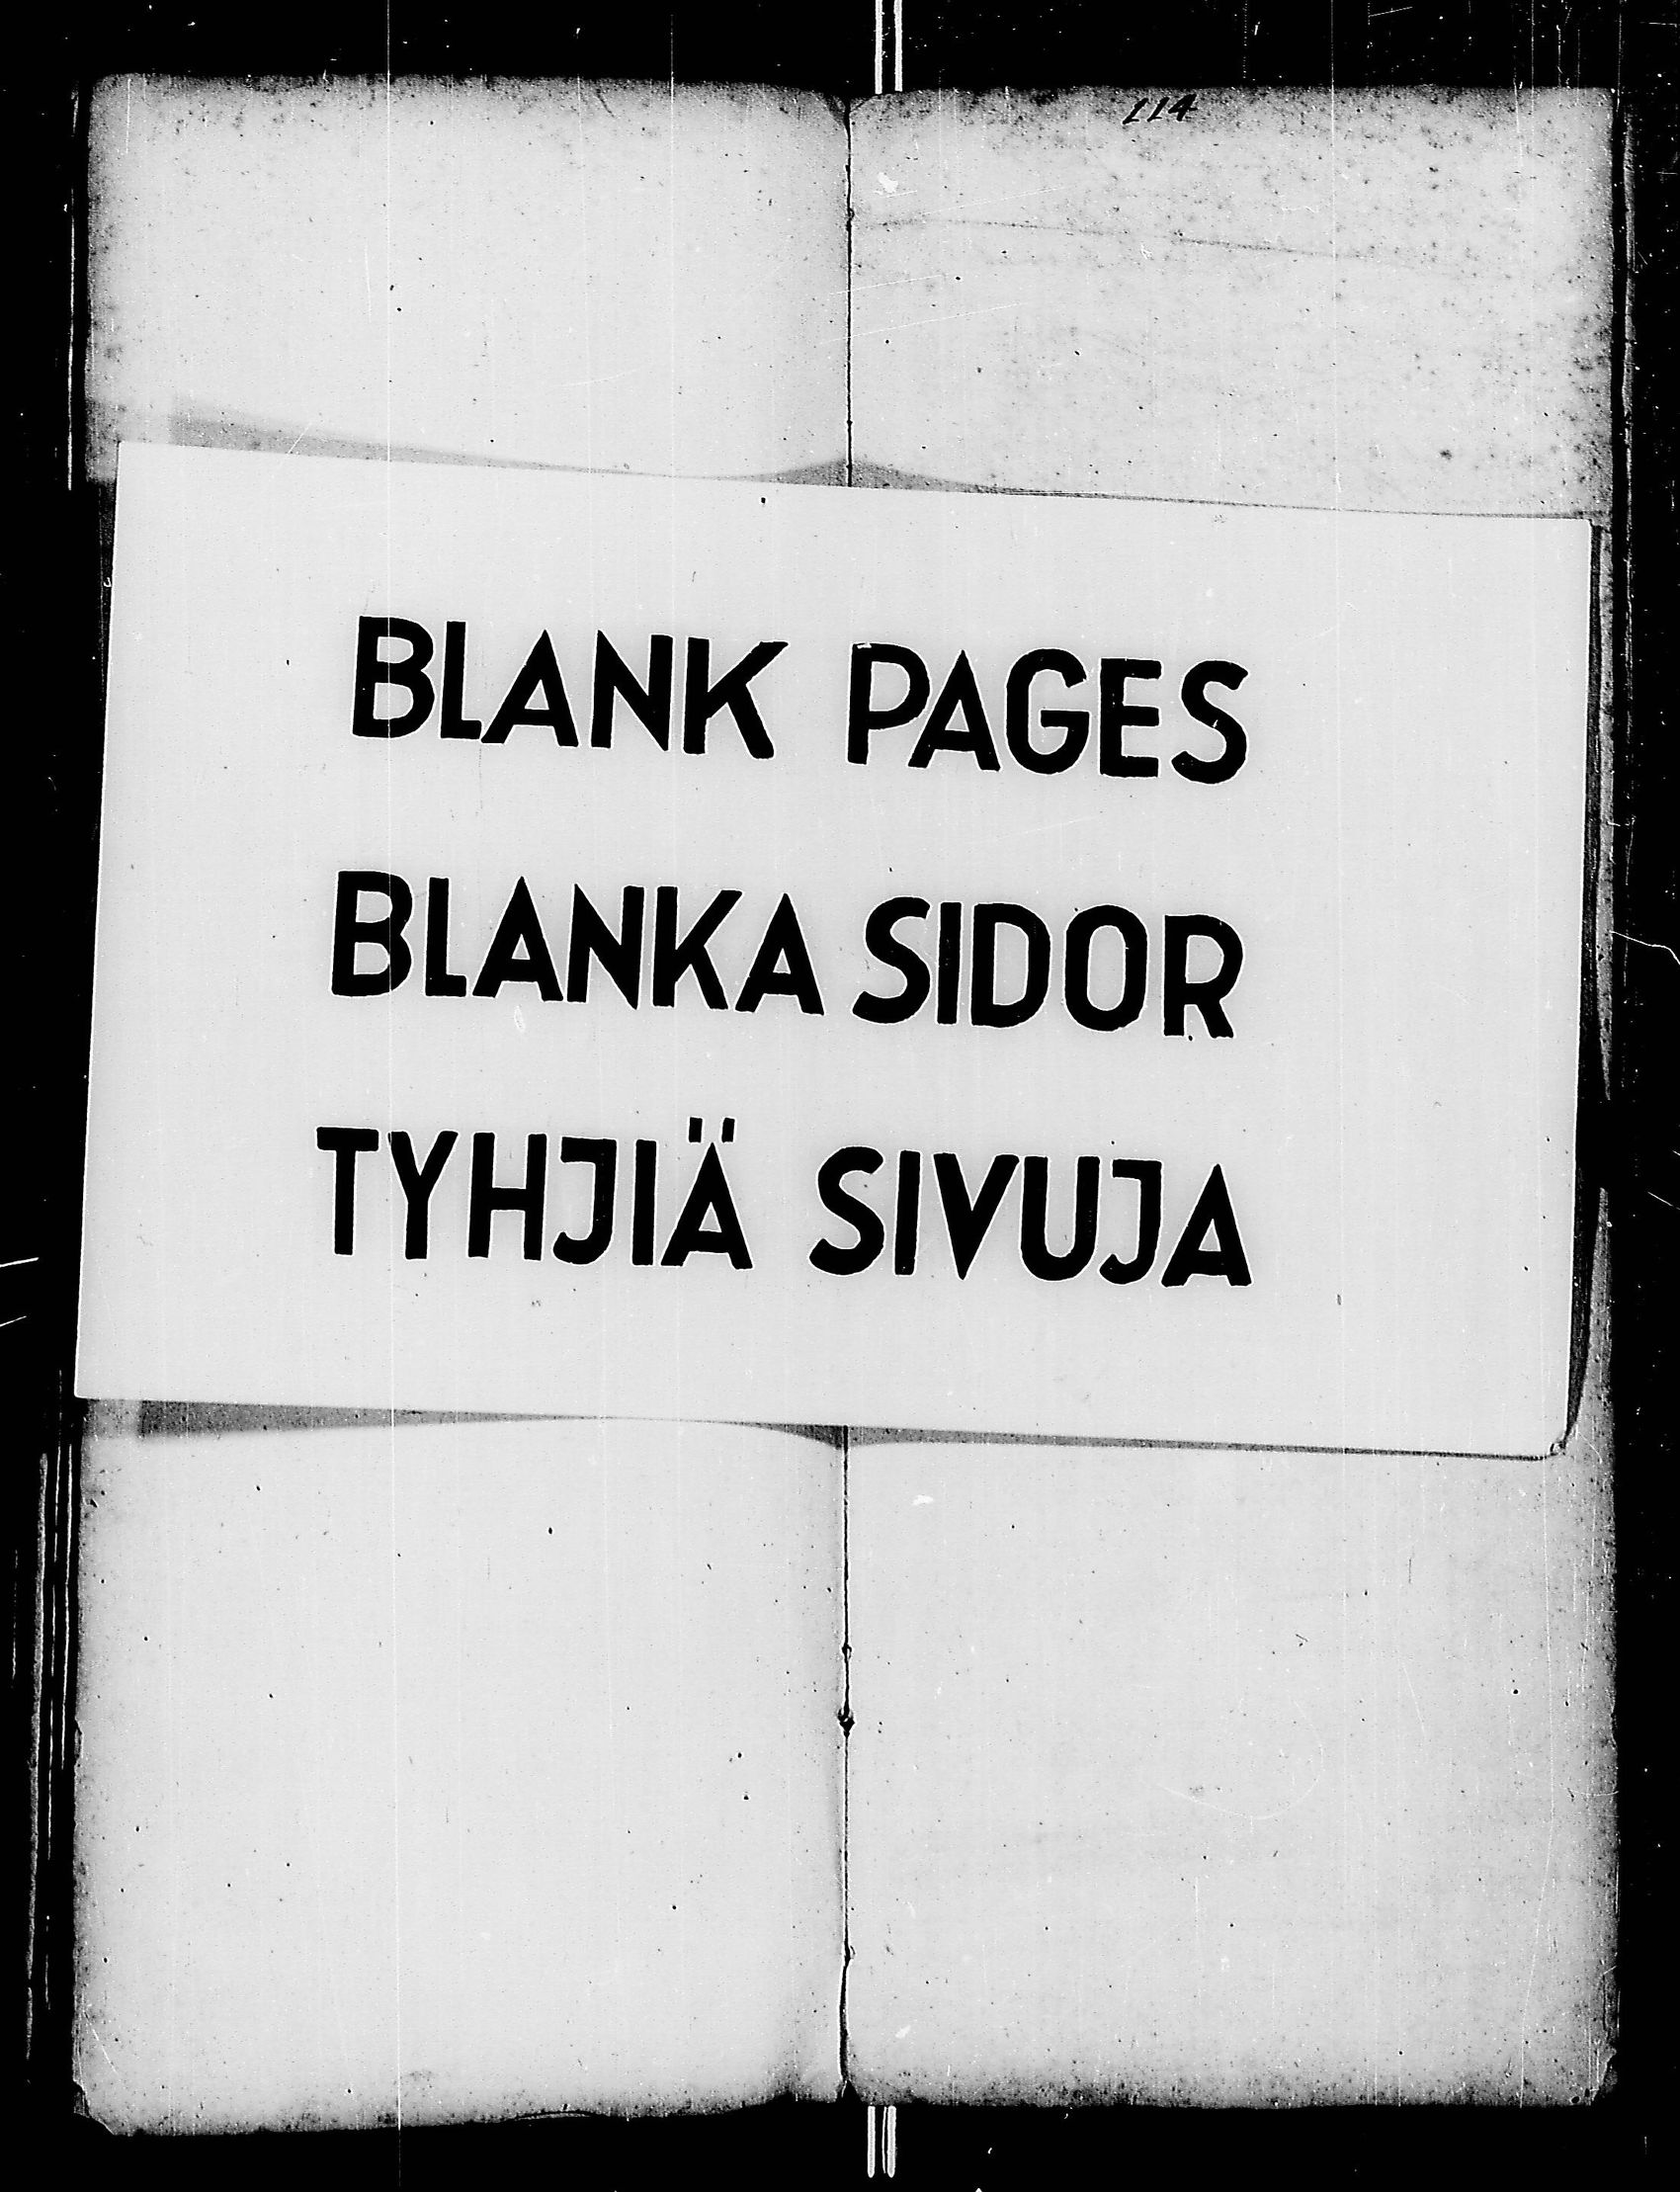 114
BLANK PAGES
BLANKA SIDOR
TYHJIÄ SIVUJA